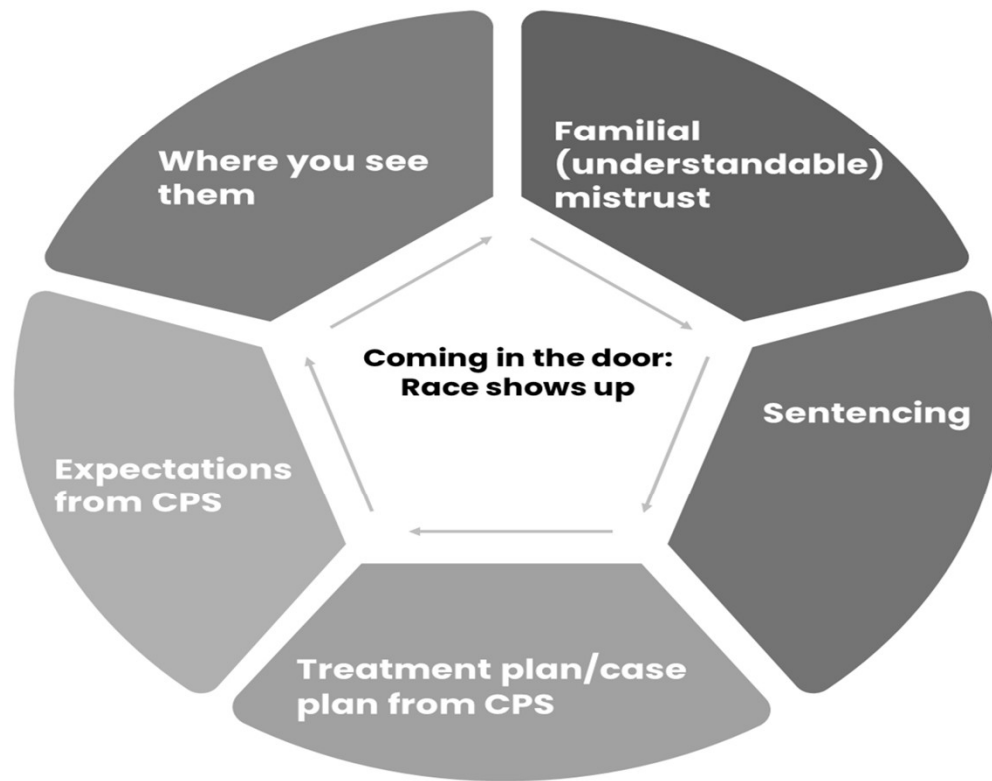 Where you see
them
Familial
(understandable)
mistrust
Coming in the door:
Race shows up
Sentencing
Expectations
from CPS
Treatment plan/case
plan from CPS